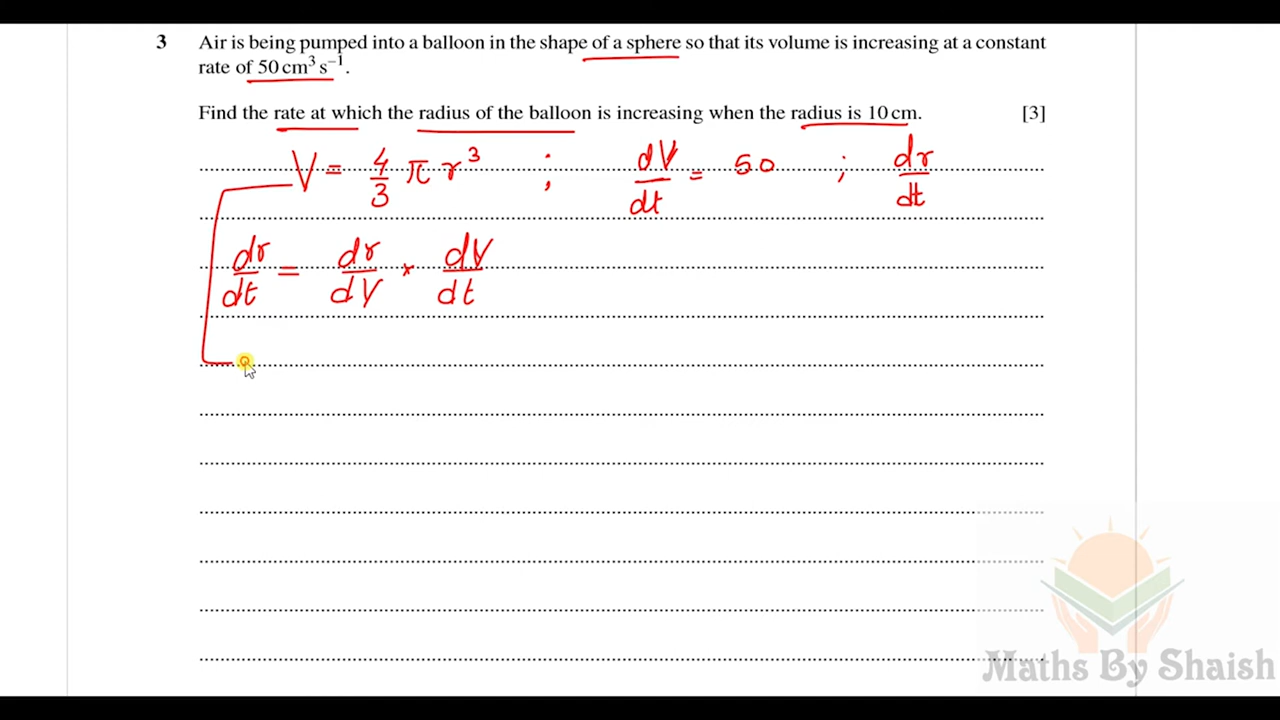 3 Air is being pumped into a balloon in the shape of a sphere so that its volume is increasing at a constant
rate of 50 cm³ s⁻¹.
Find the rate at which the radius of the balloon is increasing when the radius is 10 cm. [3]
V = 4/3 π r³ ; dV/dt = 50 ; dr/dt
dr/dt = dr/dV × dV/dt
Maths By Shaish